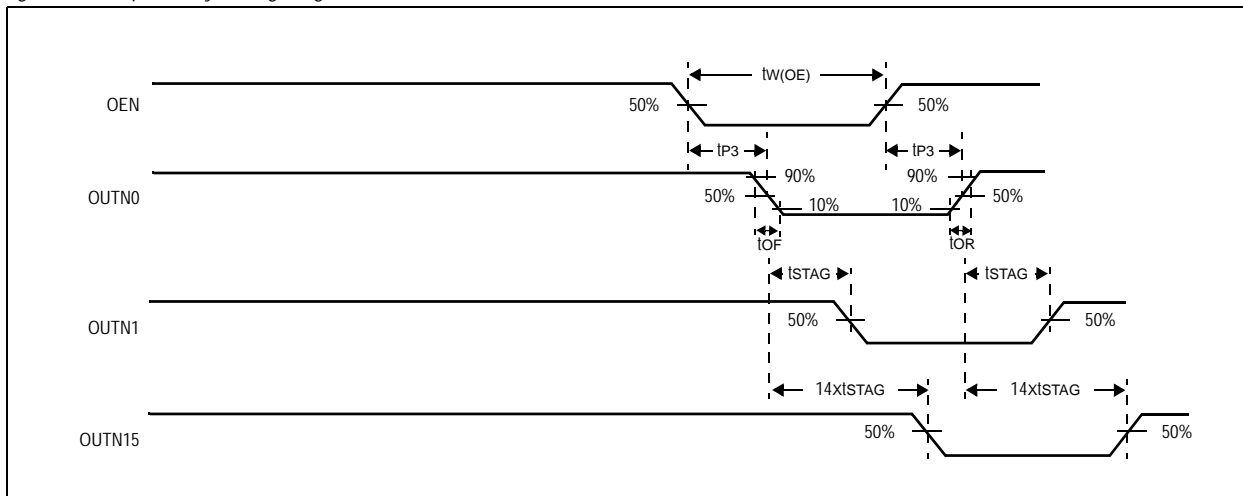 tW(OE)
OEN
50%
50%
tP3
tP3
OUTN0
90%
90%
50%
50%
10%
10%
tOF
tOR
tSTAG
tSTAG
OUTN1
50%
50%
14XtSTAG
14XtSTAG
OUTN15
50%
50%